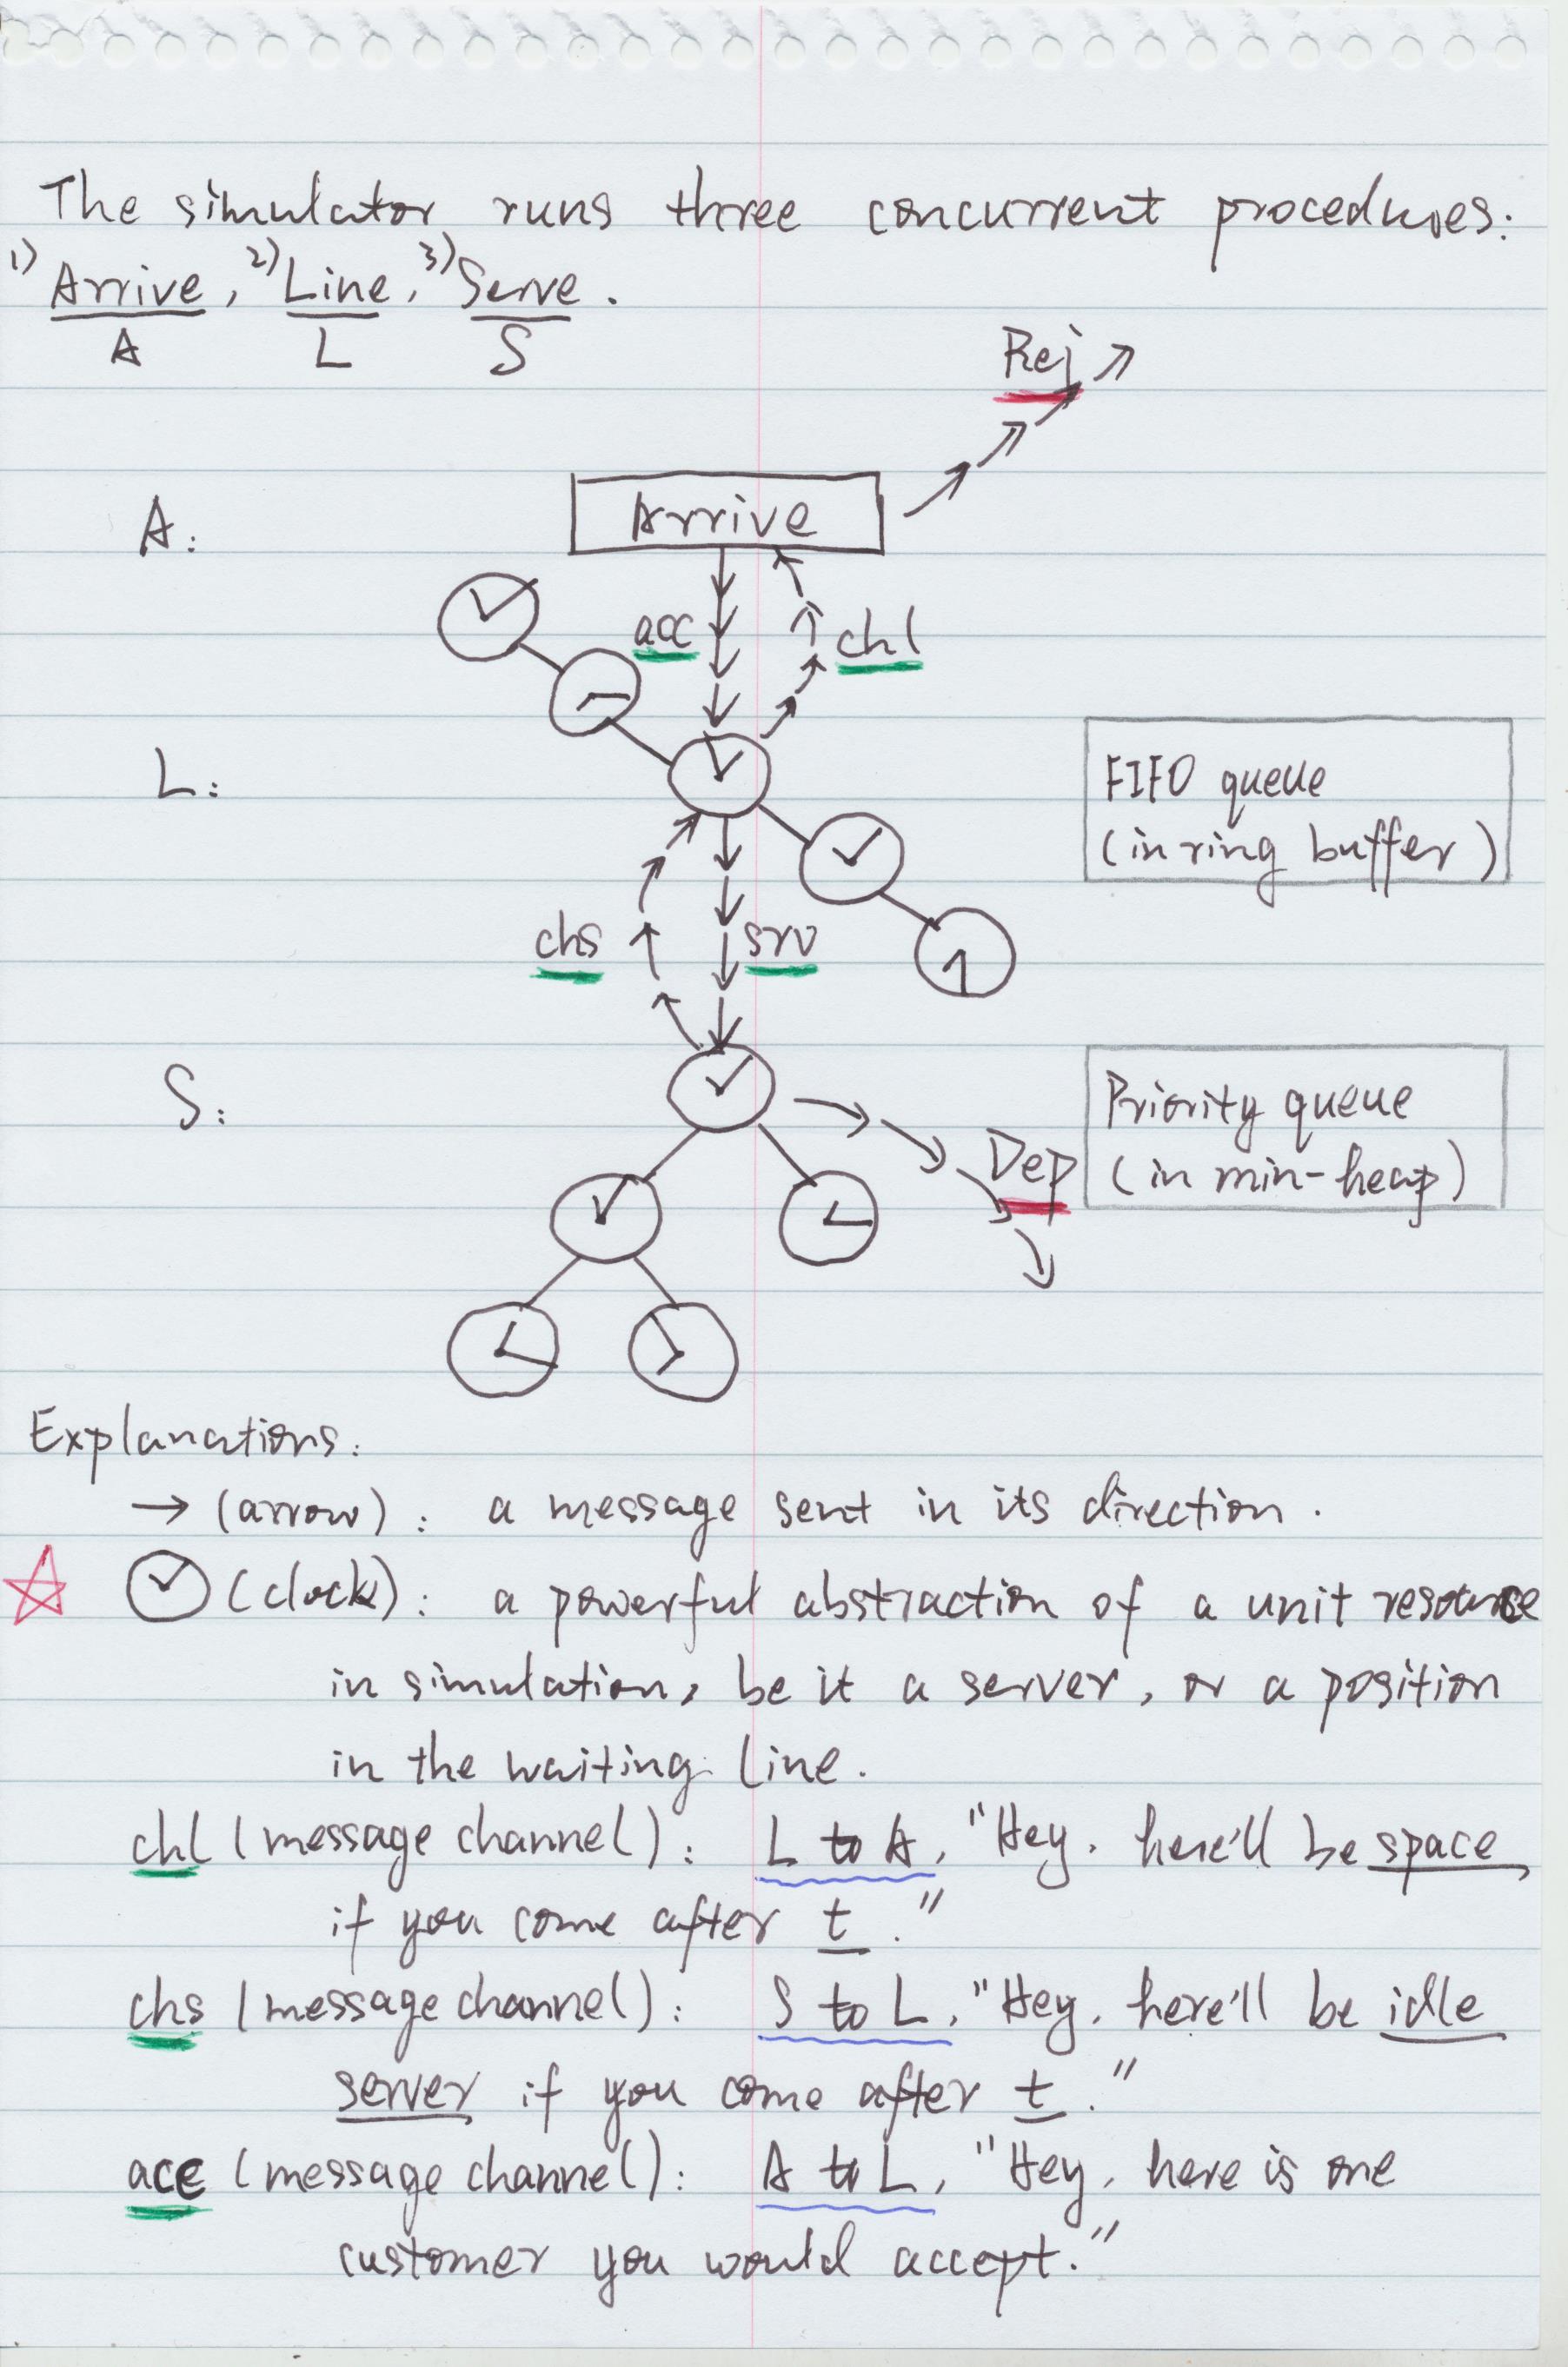 The simulator runs three concurrent procedures:
1) Arrive, 2) Line, 3) Serve.
A L S
Rej
Arrive
A:
acc
chl
L:
FIFO queue
(in ring buffer)
chs
srv
S:
Priority queue
(in min-heap)
Dep
Explanations:
→ (arrow): a message sent in its direction.
(clock): a powerful abstraction of a unit resource
in simulation, be it a server, or a position
in the waiting line.
chl (message channel): L to A, "Hey, here'll be space,
if you come after t."
chs (message channel): S to L, "Hey, here'll be idle
server if you come after t."
acc (message channel): A to L, "Hey, here is one
customer you would accept."